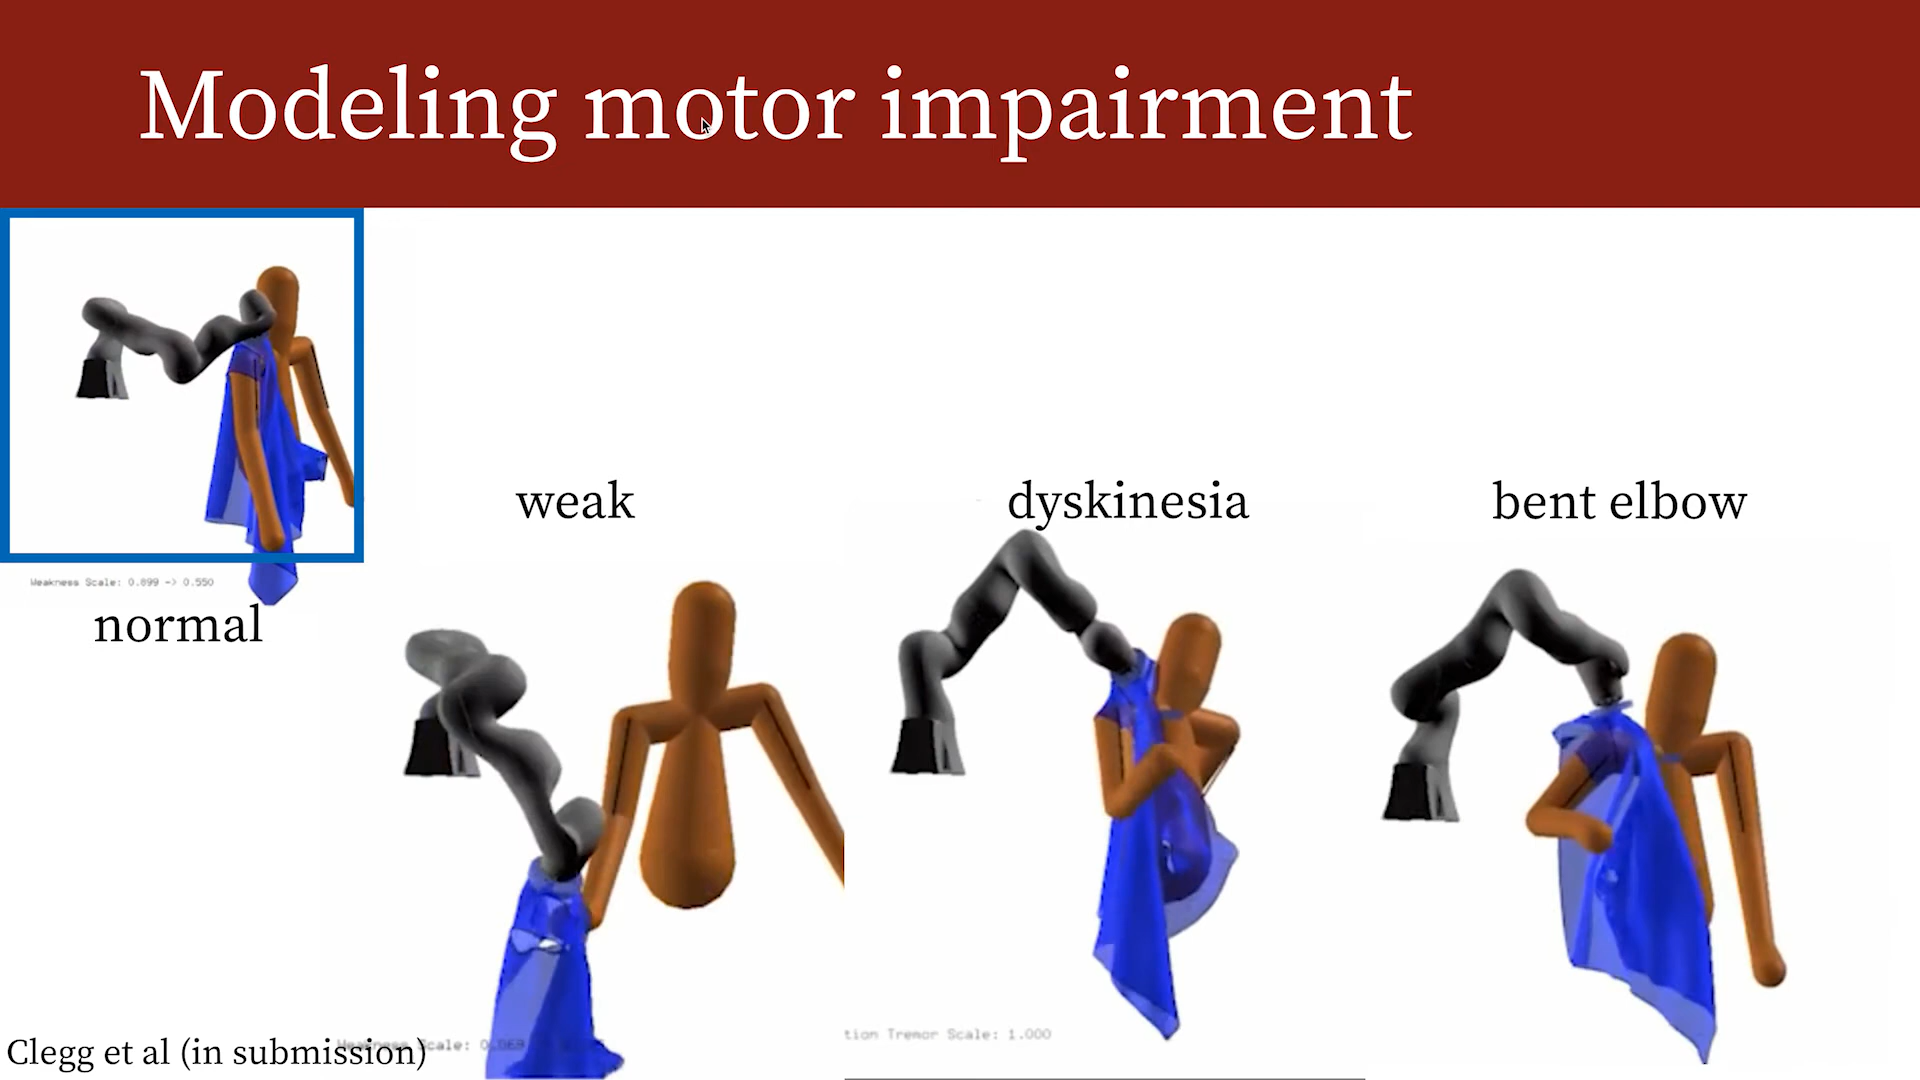 Modeling motor impairment
weak
dyskinesia
bent elbow
Weakness Scale: 0.899 -> 0.550
normal
tion Tremor Scale: 1.000
Clegg et al (in submission)